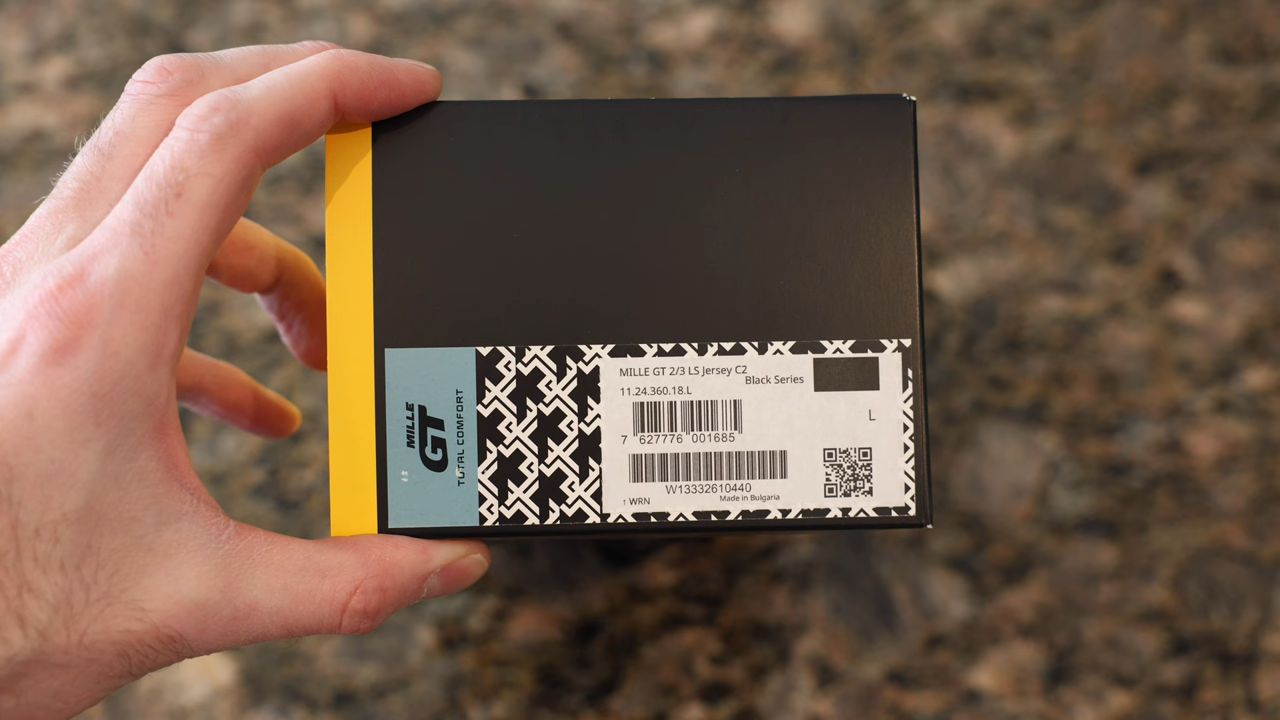 MILLE
GT
TOTAL COMFORT
MILLE GT 2/3 LS Jersey C2
Black Series
11.24.360.18.L
L
7 627776 001685
W13332610440
↑ WRN
Made in Bulgaria